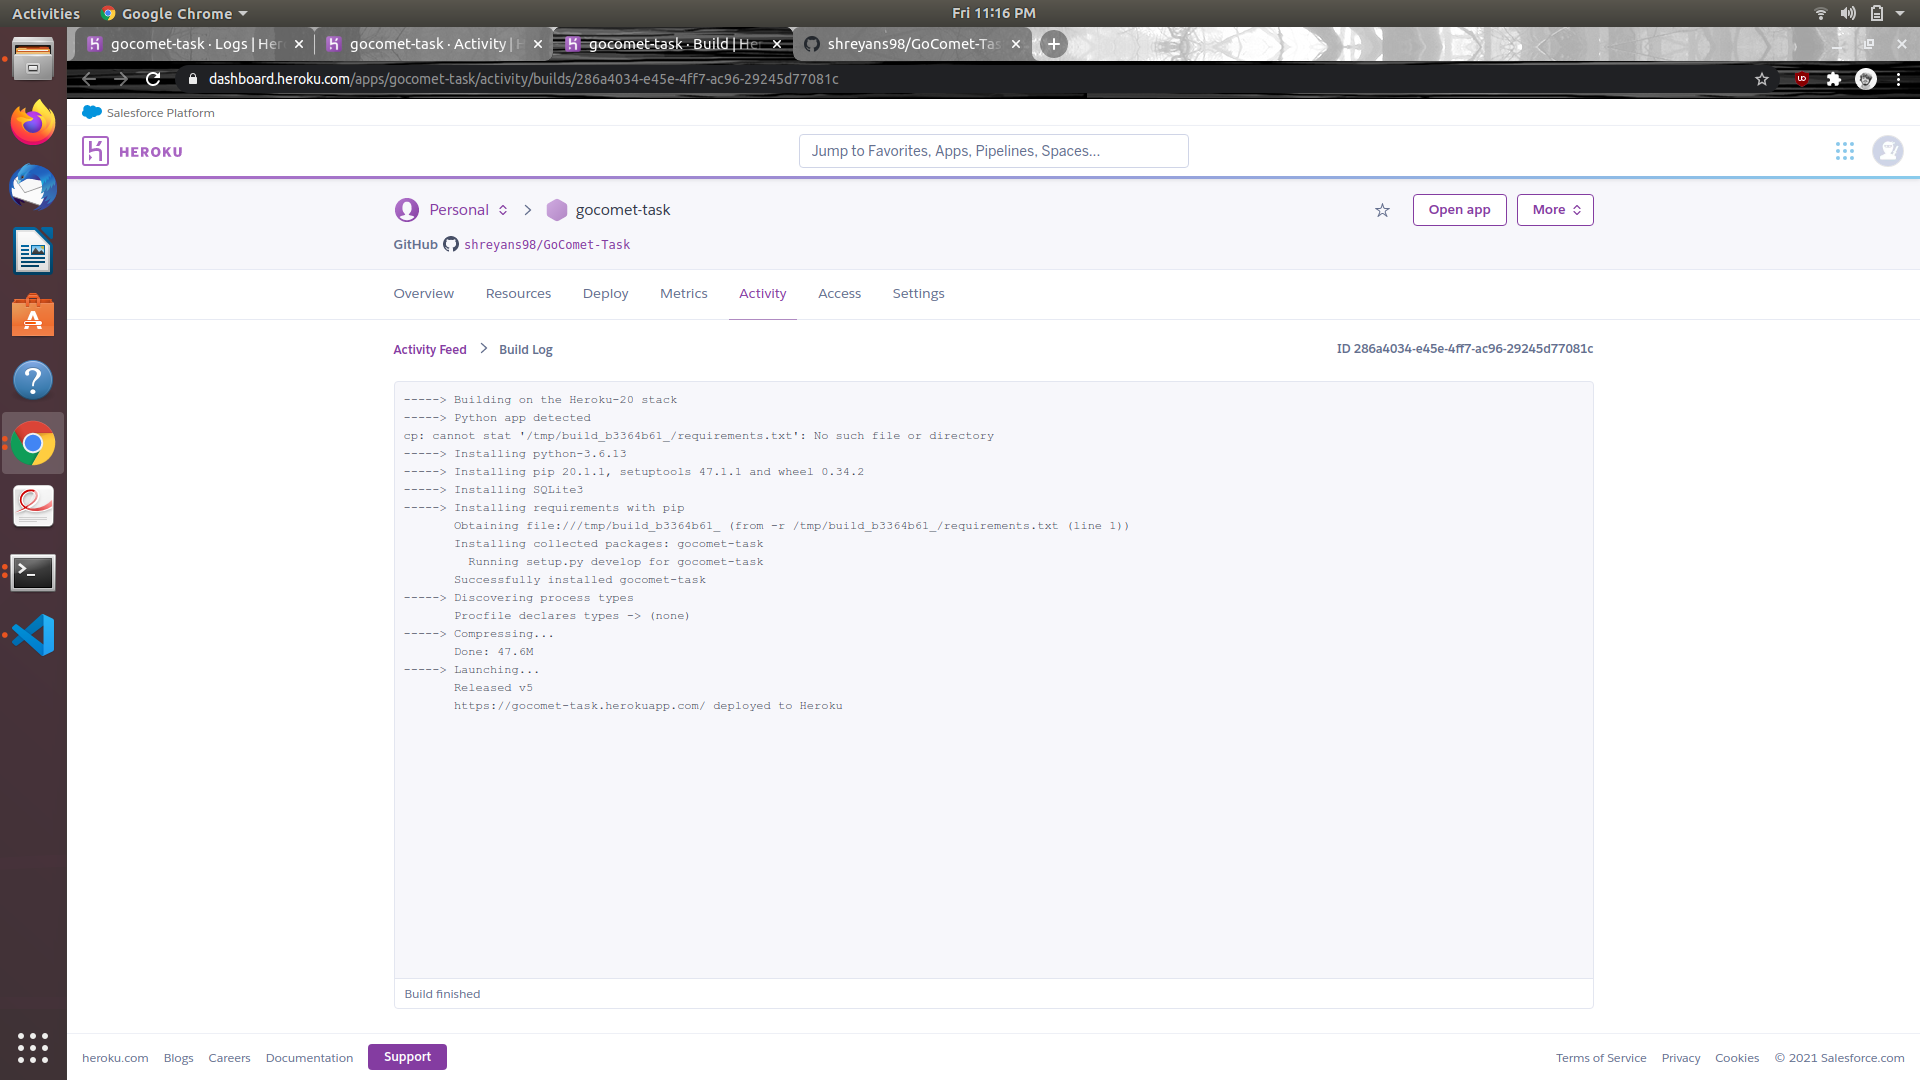 Activities Google Chrome Fri 11:16 PM
gocomet-task · Logs | Her gocomet-task · Activity | H gocomet-task · Build | Her shreyans98/GoComet-Tas
dashboard.heroku.com/apps/gocomet-task/activity/builds/286a4034-e45e-4ff7-ac96-29245d77081c
Salesforce Platform
HEROKU Jump to Favorites, Apps, Pipelines, Spaces...
Personal gocomet-task Open app More
GitHub shreyans98/GoComet-Task
Overview Resources Deploy Metrics Activity Access Settings
Activity Feed Build Log ID 286a4034-e45e-4ff7-ac96-29245d77081c
-----> Building on the Heroku-20 stack
-----> Python app detected
cp: cannot stat '/tmp/build_b3364b61_/requirements.txt': No such file or directory
-----> Installing python-3.6.13
-----> Installing pip 20.1.1, setuptools 47.1.1 and wheel 0.34.2
-----> Installing SQLite3
-----> Installing requirements with pip
Obtaining file:///tmp/build_b3364b61_ (from -r /tmp/build_b3364b61_/requirements.txt (line 1))
Installing collected packages: gocomet-task
Running setup.py develop for gocomet-task
Successfully installed gocomet-task
-----> Discovering process types
Procfile declares types -> (none)
-----> Compressing...
Done: 47.6M
-----> Launching...
Released v5
https://gocomet-task.herokuapp.com/ deployed to Heroku
Build finished
heroku.com Blogs Careers Documentation Support Terms of Service Privacy Cookies © 2021 Salesforce.com